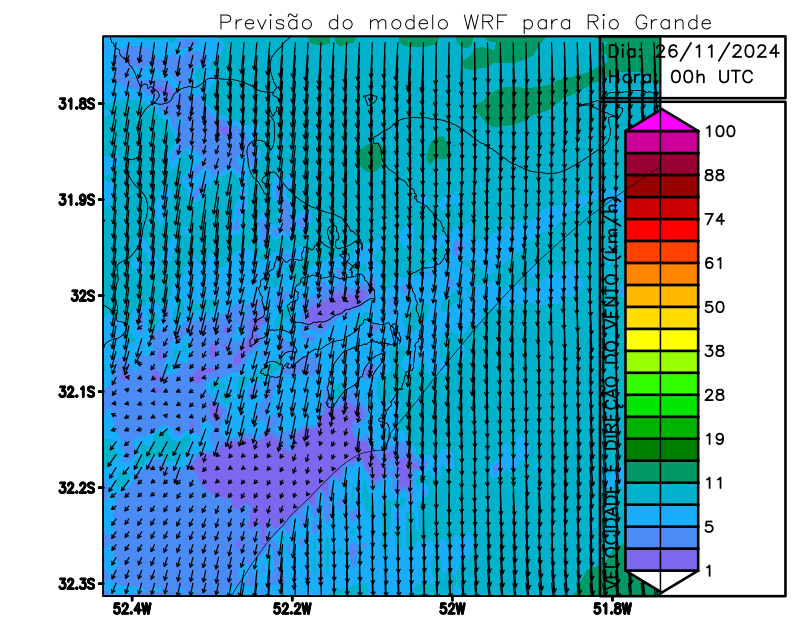 Previsão do modelo WRF para Rio Grande
Dia: 26/11/2024
Hora: 00h UTC
VELOCIDADE E DIREÇÃO DO VENTO (km/h)
100
88
74
61
50
38
28
19
11
5
1
31.8S
31.9S
32S
32.1S
32.2S
32.3S
52.4W
52.2W
52W
51.8W